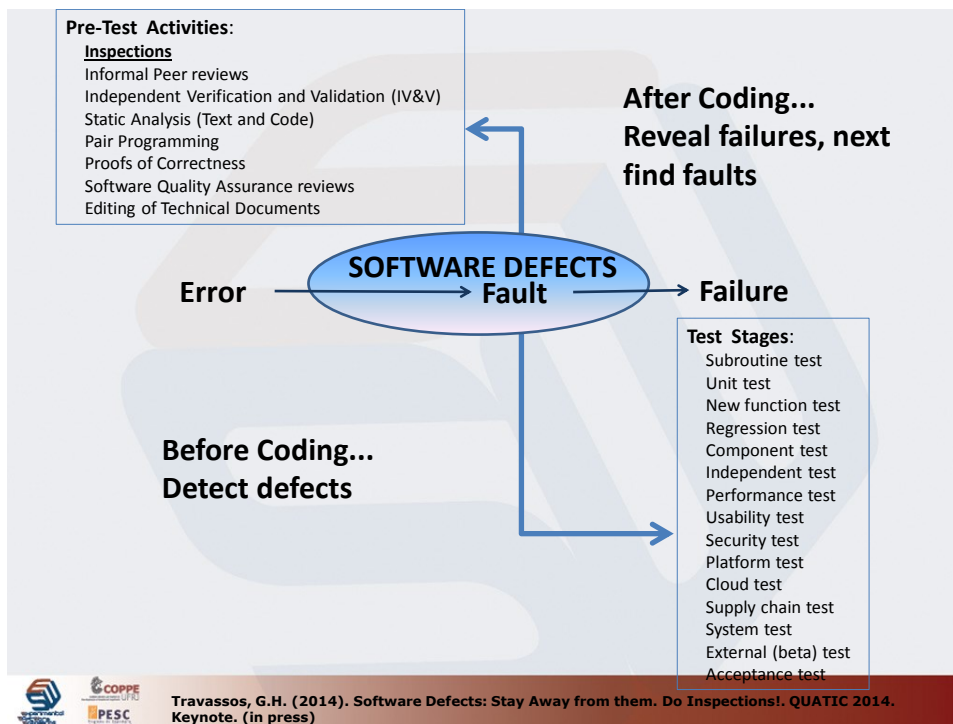 Pre-Test Activities:
Inspections
Informal Peer reviews
Independent Verification and Validation (IV&V)
Static Analysis (Text and Code)
Pair Programming
Proofs of Correctness
Software Quality Assurance reviews
Editing of Technical Documents
After Coding...
Reveal failures, next
find faults
SOFTWARE DEFECTS
Error
Fault
Failure
Before Coding...
Detect defects
Test Stages:
Subroutine test
Unit test
New function test
Regression test
Component test
Independent test
Performance test
Usability test
Security test
Platform test
Cloud test
Supply chain test
System test
External (beta) test
Acceptance test
COPPE
UFRJ
PESC
Travassos, G.H. (2014). Software Defects: Stay Away from them. Do Inspections!. QUATIC 2014.
Keynote. (in press)